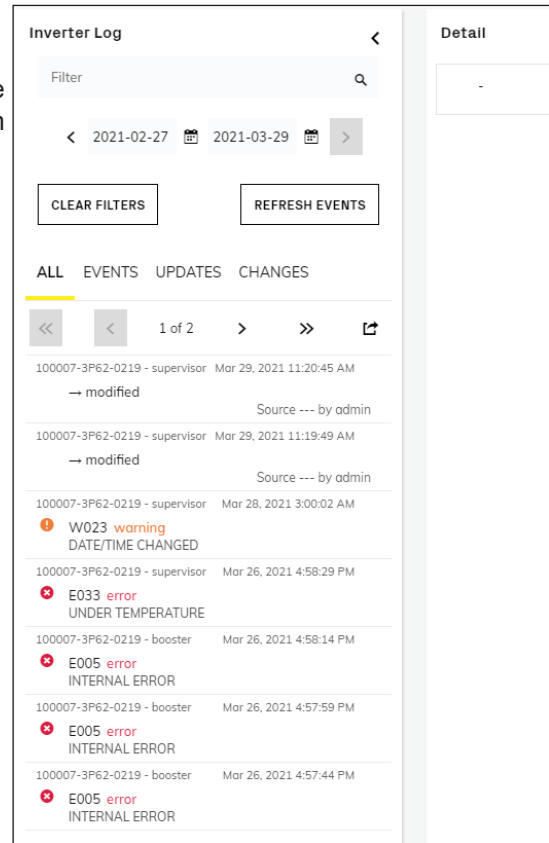 Inverter Log
Detail
e
n
Filter
-
2021-02-27 2021-03-29
CLEAR FILTERS REFRESH EVENTS
ALL EVENTS UPDATES CHANGES
1 of 2
100007-3P62-0219 - supervisor Mar 29, 2021 11:20:45 AM
→ modified
Source --- by admin
100007-3P62-0219 - supervisor Mar 29, 2021 11:19:49 AM
→ modified
Source --- by admin
100007-3P62-0219 - supervisor Mar 28, 2021 3:00:02 AM
W023 warning
DATE/TIME CHANGED
100007-3P62-0219 - supervisor Mar 26, 2021 4:58:29 PM
E033 error
UNDER TEMPERATURE
100007-3P62-0219 - booster Mar 26, 2021 4:58:14 PM
E005 error
INTERNAL ERROR
100007-3P62-0219 - booster Mar 26, 2021 4:57:59 PM
E005 error
INTERNAL ERROR
100007-3P62-0219 - booster Mar 26, 2021 4:57:44 PM
E005 error
INTERNAL ERROR